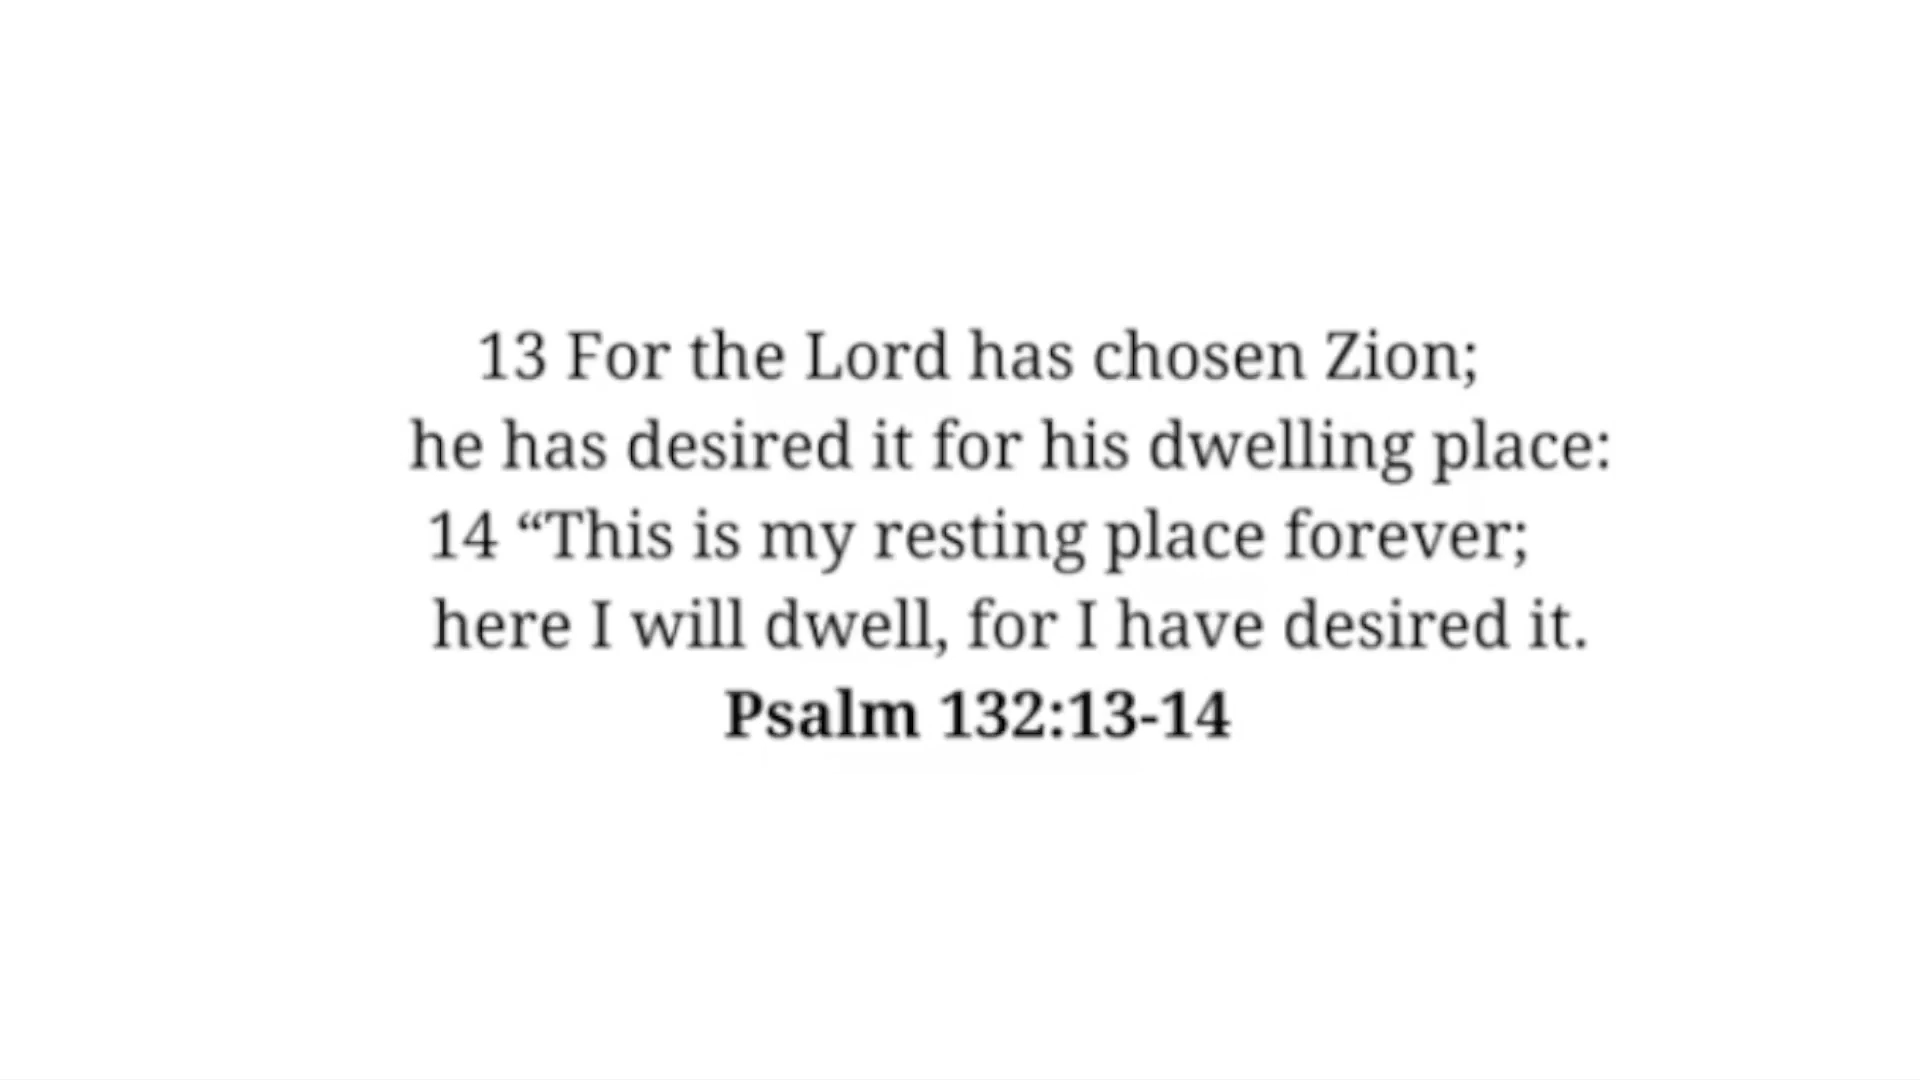 13 For the Lord has chosen Zion;
he has desired it for his dwelling place:
14 “This is my resting place forever;
here I will dwell, for I have desired it.
Psalm 132:13-14